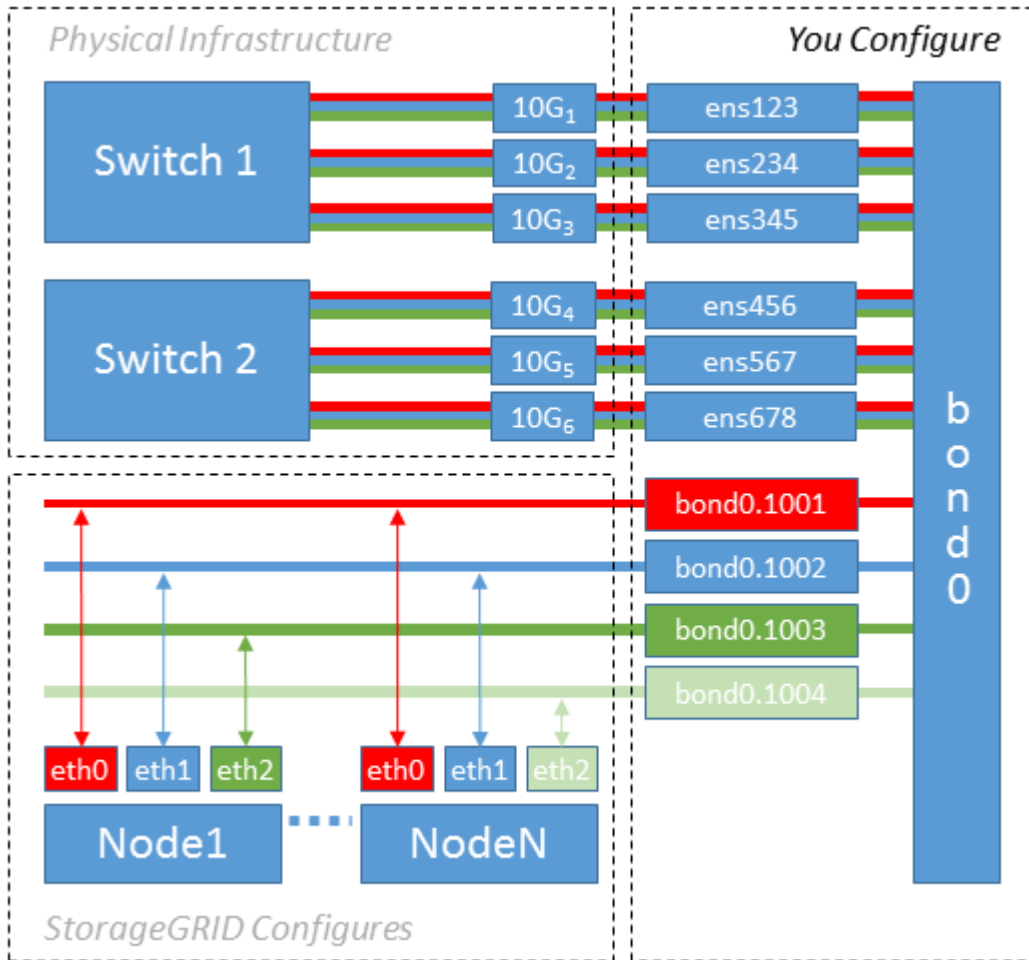 Physical Infrastructure
You Configure
Switch 1
10G₁
ens123
10G₂
ens234
10G₃
ens345
Switch 2
10G₄
ens456
10G₅
ens567
10G₆
ens678
bond0
bond0.1001
bond0.1002
bond0.1003
bond0.1004
eth0
eth1
eth2
eth0
eth1
eth2
Node1
NodeN
StorageGRID Configures